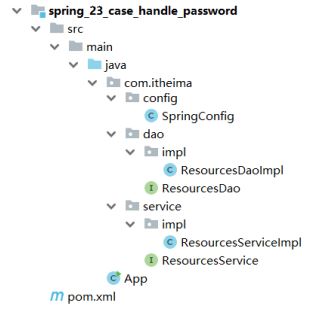 spring_23_case_handle_password
src
main
java
com.itheima
config
C SpringConfig
dao
impl
C ResourcesDaoImpl
I ResourcesDao
service
impl
C ResourcesServiceImpl
I ResourcesService
C App
m pom.xml